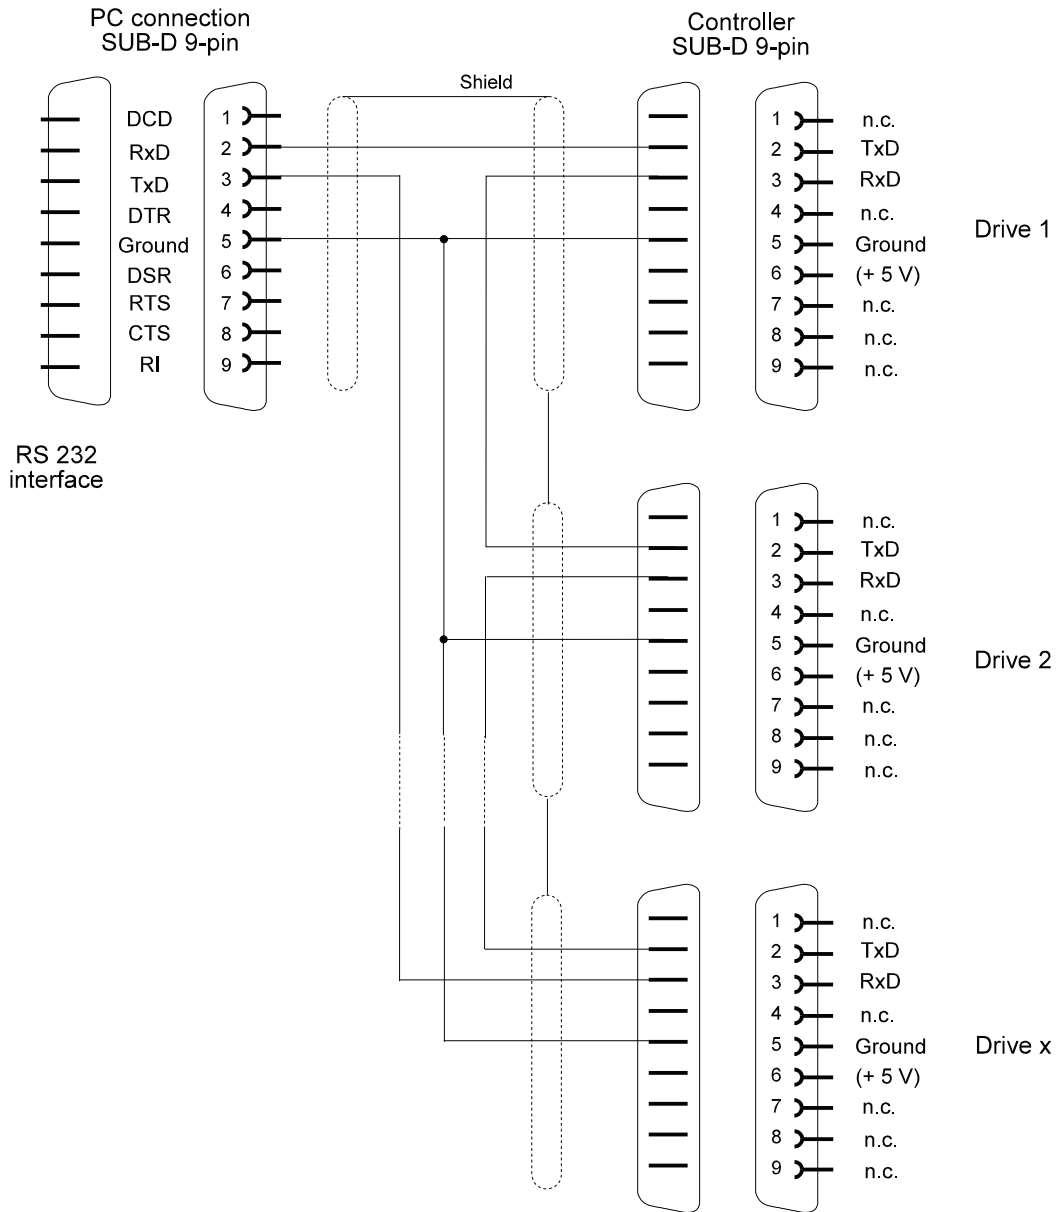 PC connection
SUB-D 9-pin
Controller
SUB-D 9-pin
Shield
DCD
RxD
TxD
DTR
Ground
DSR
RTS
CTS
RI
1
2
3
4
5
6
7
8
9
RS 232
interface
1 n.c.
2 TxD
3 RxD
4 n.c.
5 Ground
6 (+ 5 V)
7 n.c.
8 n.c.
9 n.c.
Drive 1
1 n.c.
2 TxD
3 RxD
4 n.c.
5 Ground
6 (+ 5 V)
7 n.c.
8 n.c.
9 n.c.
Drive 2
1 n.c.
2 TxD
3 RxD
4 n.c.
5 Ground
6 (+ 5 V)
7 n.c.
8 n.c.
9 n.c.
Drive x